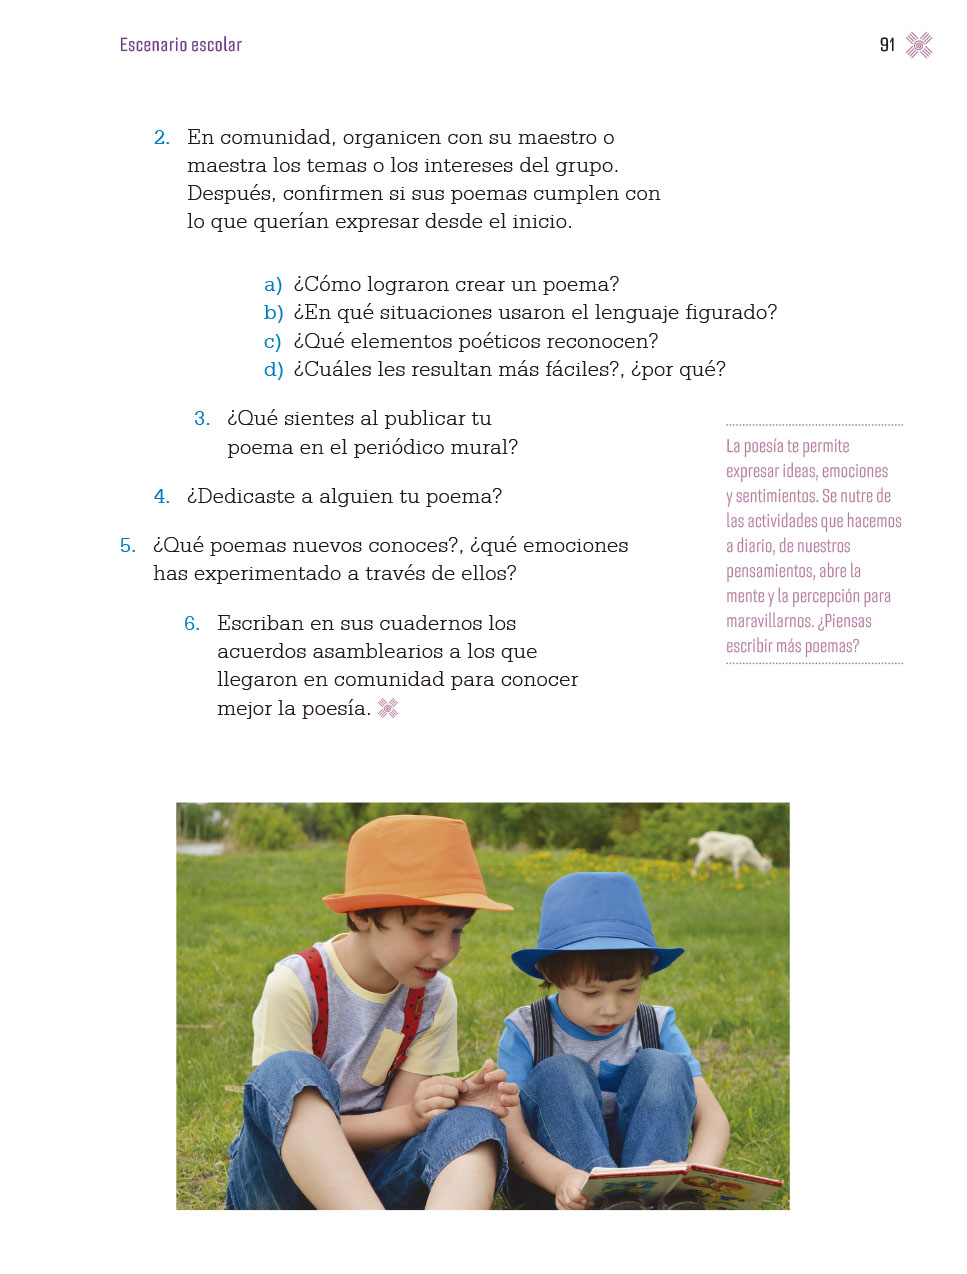 Escenario escolar
91
2. En comunidad, organicen con su maestro o
maestra los temas o los intereses del grupo.
Después, confirmen si sus poemas cumplen con
lo que querían expresar desde el inicio.
a) ¿Cómo lograron crear un poema?
b) ¿En qué situaciones usaron el lenguaje figurado?
c) ¿Qué elementos poéticos reconocen?
d) ¿Cuáles les resultan más fáciles?, ¿por qué?
3. ¿Qué sientes al publicar tu
poema en el periódico mural?
4. ¿Dedicaste a alguien tu poema?
5. ¿Qué poemas nuevos conoces?, ¿qué emociones
has experimentado a través de ellos?
6. Escriban en sus cuadernos los
acuerdos asamblearios a los que
llegaron en comunidad para conocer
mejor la poesía.
La poesía te permite
expresar ideas, emociones
y sentimientos. Se nutre de
las actividades que hacemos
a diario, de nuestros
pensamientos, abre la
mente y la percepción para
maravillarnos. ¿Piensas
escribir más poemas?